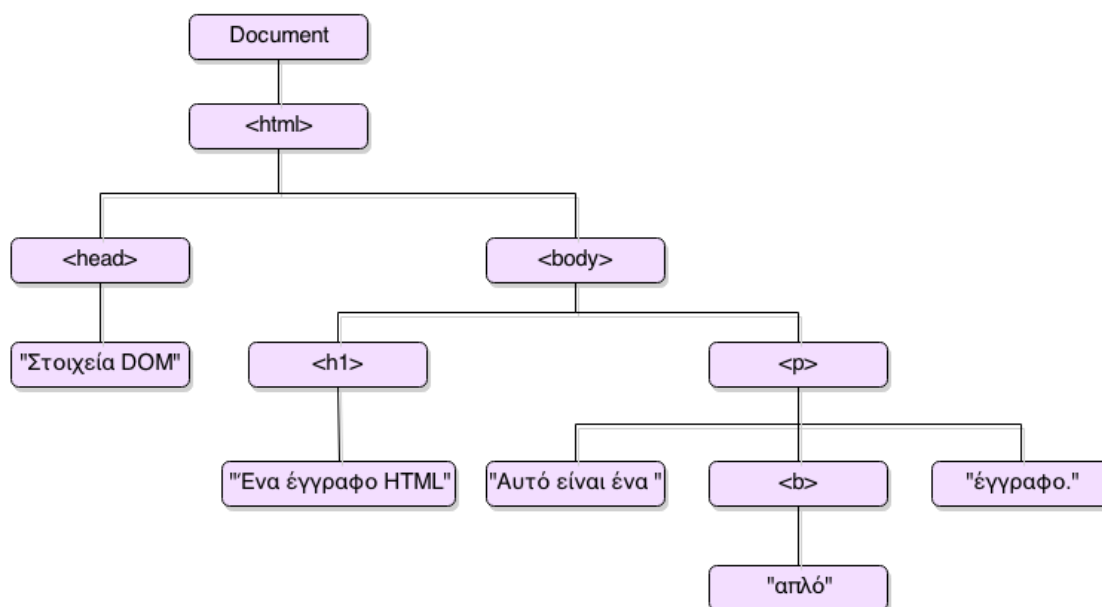 Document
<html>
<head>
<body>
"Στοιχεία DOM"
<h1>
<p>
"Ένα έγγραφο HTML"
"Αυτό είναι ένα "
<b>
"έγγραφο."
"απλό"